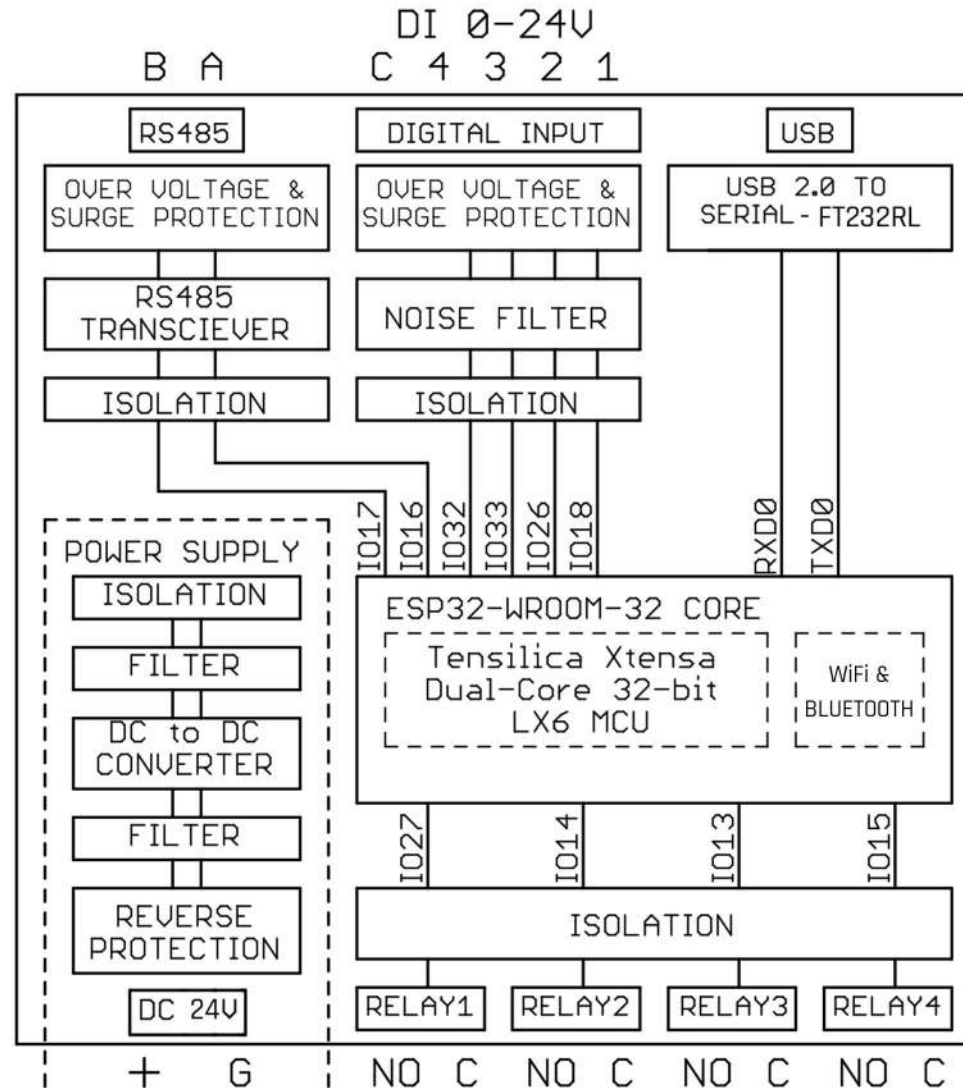 DI 0-24V
B A
C 4 3 2 1
RS485
DIGITAL INPUT
USB
OVER VOLTAGE &
SURGE PROTECTION
OVER VOLTAGE &
SURGE PROTECTION
USB 2.0 TO
SERIAL - FT232RL
RS485
TRANSCIEVER
NOISE FILTER
ISOLATION
ISOLATION
IO17
IO16
IO32
IO33
IO26
IO18
RXD0
TXD0
POWER SUPPLY
ISOLATION
FILTER
DC to DC
CONVERTER
FILTER
REVERSE
PROTECTION
DC 24V
+ G
ESP32-WROOM-32 CORE
Tensilica Xtensa
Dual-Core 32-bit
LX6 MCU
WiFi &
BLUETOOTH
IO27
IO14
IO13
IO15
ISOLATION
RELAY1
RELAY2
RELAY3
RELAY4
NO C
NO C
NO C
NO C